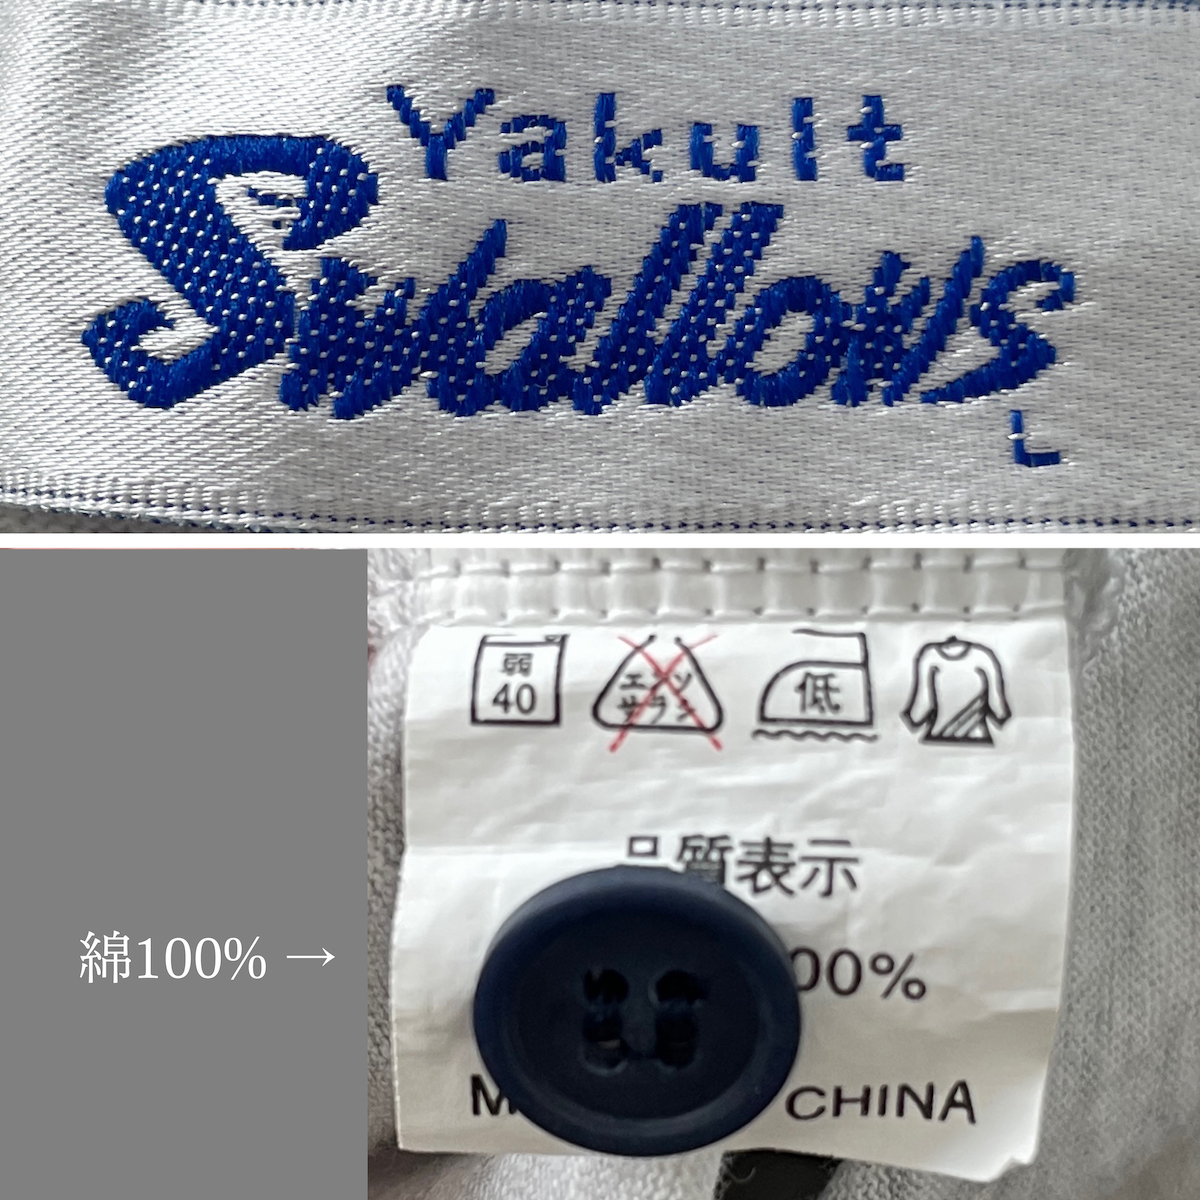 Yakult
Swallows
L
弱
40
エンソ
サラシ
低
品質表示
綿100% →
00%
CHINA